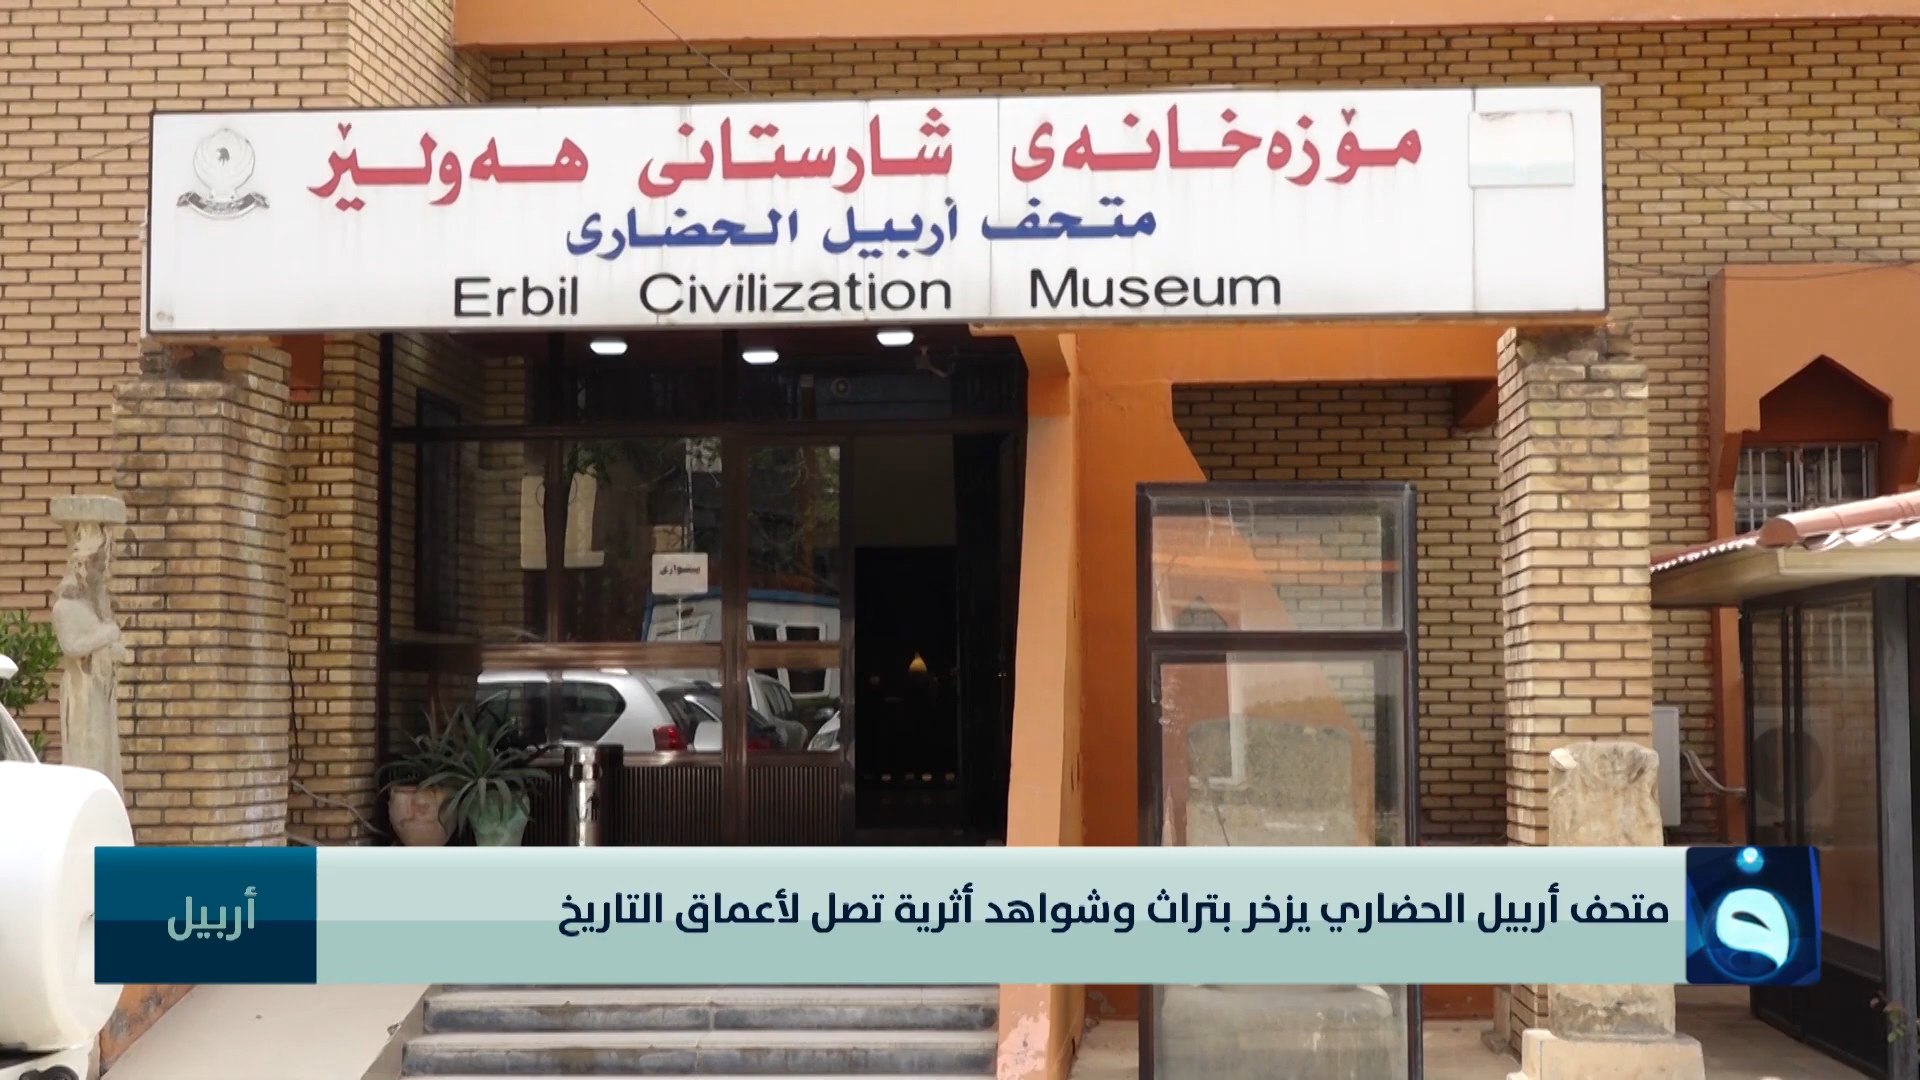 مۆزەخانەی شارستانی هەولێر
متحف أربيل الحضارى
Erbil Civilization Museum
پسواری
متحف أربيل الحضاري يزخر بتراث وشواهد أثرية تصل لأعماق التاريخ
أربيل